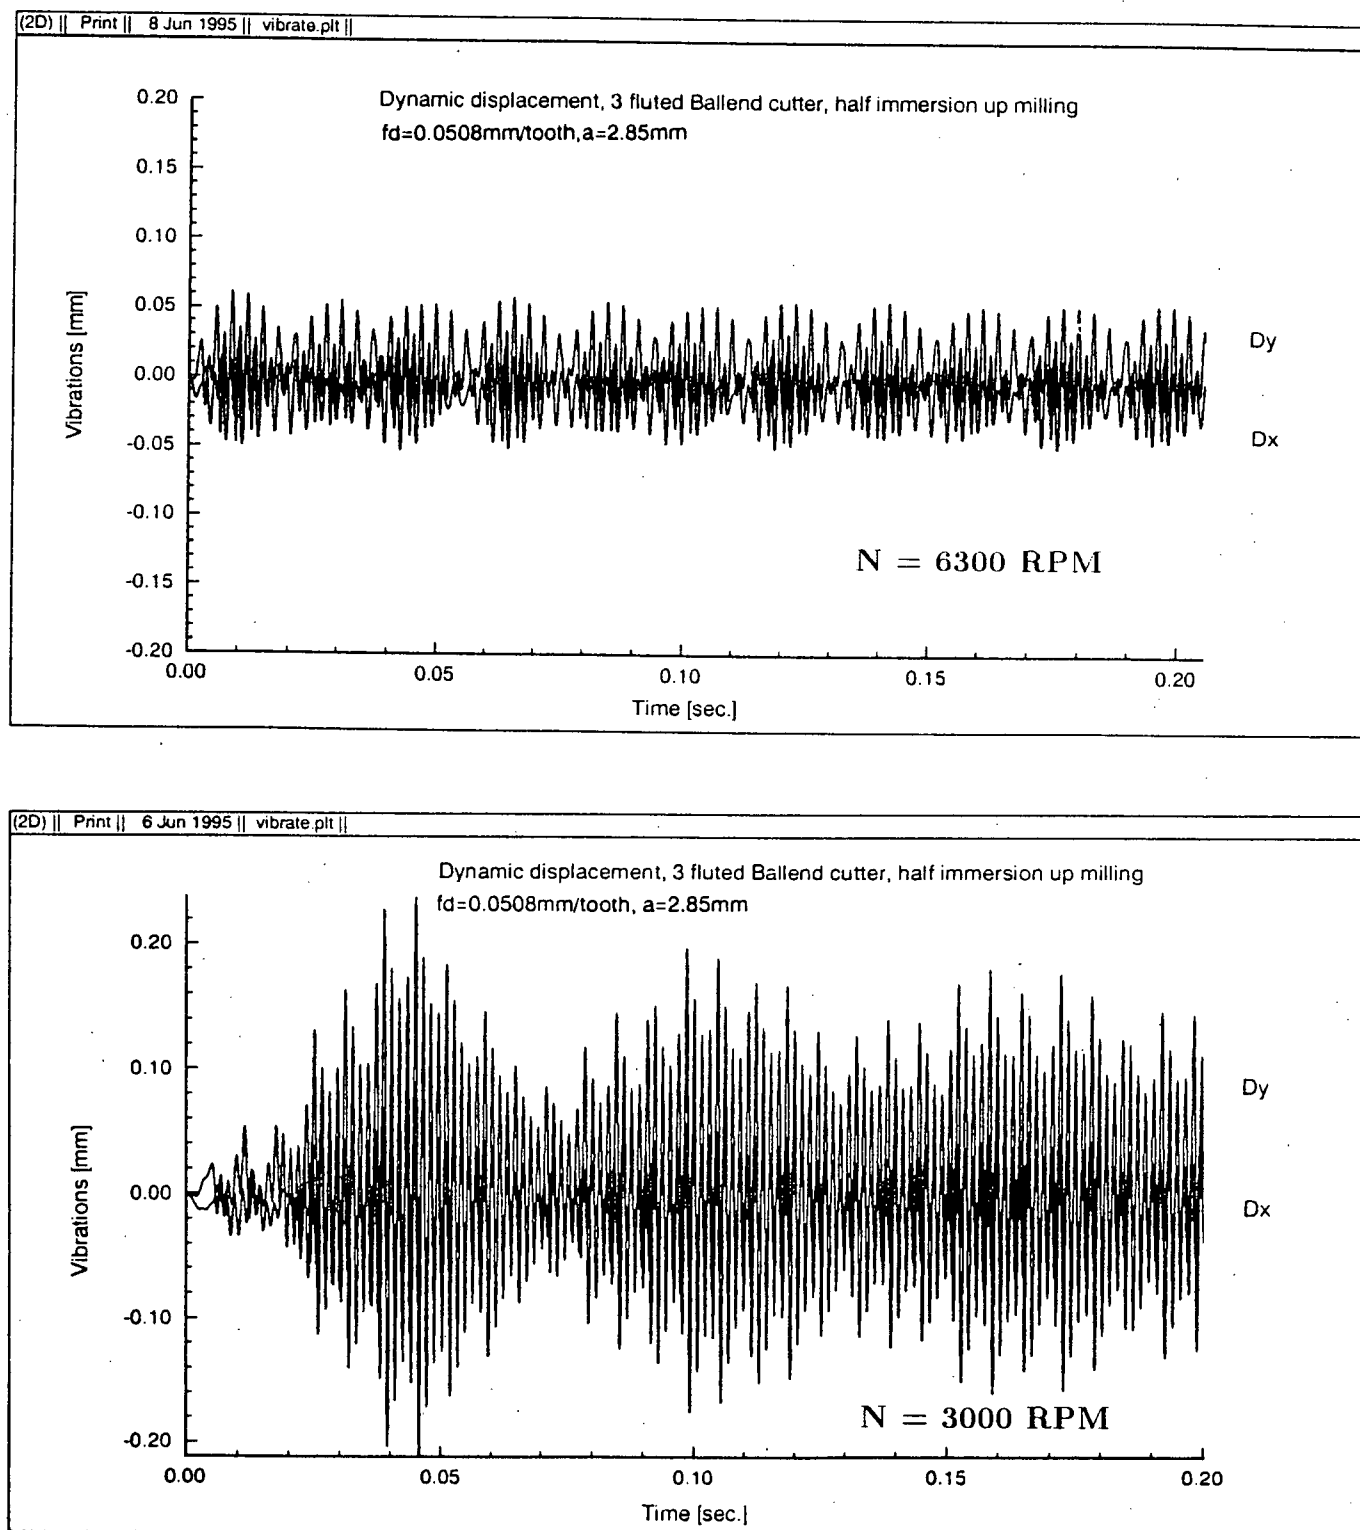 (2D) || Print || 8 Jun 1995 || vibrate.plt ||
Dynamic displacement, 3 fluted Ballend cutter, half immersion up milling
fd=0.0508mm/tooth,a=2.85mm
0.20
0.15
0.10
0.05
0.00
-0.05
-0.10
-0.15
-0.20
Vibrations [mm]
Dy
Dx
N = 6300 RPM
0.00 0.05 0.10 0.15 0.20
Time [sec.]
(2D) || Print || 6 Jun 1995 || vibrate.plt ||
Dynamic displacement, 3 fluted Ballend cutter, half immersion up milling
fd=0.0508mm/tooth, a=2.85mm
0.20
0.10
0.00
-0.10
-0.20
Vibrations [mm]
Dy
Dx
N = 3000 RPM
0.00 0.05 0.10 0.15 0.20
Time [sec.]